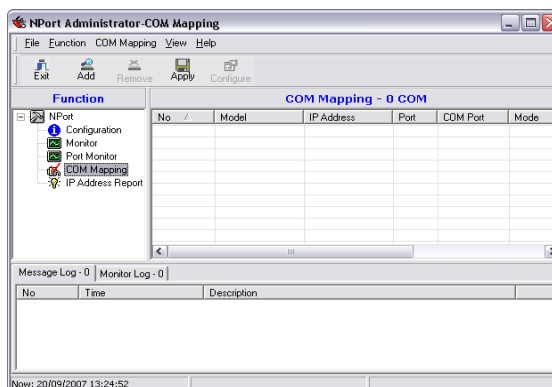 NPort Administrator-COM Mapping
File Function COM Mapping View Help
Exit Add Remove Apply Configure
Function
COM Mapping - 0 COM
NPort
Configuration
Monitor
Port Monitor
COM Mapping
IP Address Report
No Model IP Address Port COM Port Mode
Message Log - 0 Monitor Log - 0
No Time Description
Now: 20/09/2007 13:24:52